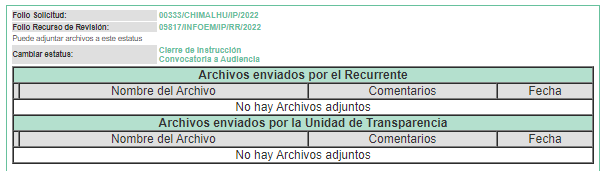 Folio Solicitud: 00333/CHIMALHU/IP/2022
Folio Recurso de Revisión: 09817/INFOEM/IP/RR/2022
Puede adjuntar archivos a este estatus
Cambiar estatus: Cierre de Instrucción
Convocatoria a Audiencia
Archivos enviados por el Recurrente
Nombre del Archivo Comentarios Fecha
No hay Archivos adjuntos
Archivos enviados por la Unidad de Transparencia
Nombre del Archivo Comentarios Fecha
No hay Archivos adjuntos